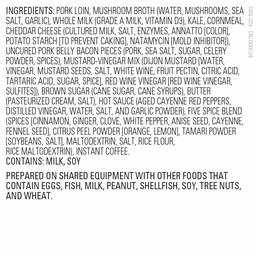 INGREDIENTS: PORK LOIN, MUSHROOM BROTH (WATER, MUSHROOMS, SEA
SALT, GARLIC), WHOLE MILK (GRADE A MILK, VITAMIN D3), KALE, CORNMEAL,
CHEDDAR CHEESE (CULTURED MILK, SALT, ENZYMES, ANNATTO [COLOR],
POTATO STARCH [TO PREVENT CAKING], NATAMYCIN [MOLD INHIBITOR]),
UNCURED PORK BELLY BACON PIECES (PORK, SEA SALT, SUGAR, CELERY
POWDER, SPICES), MUSTARD-VINEGAR MIX (DIJON MUSTARD [WATER,
VINEGAR, MUSTARD SEEDS, SALT, WHITE WINE, FRUIT PECTIN, CITRIC ACID,
TARTARIC ACID, SUGAR, SPICE], RED WINE VINEGAR [RED WINE VINEGAR,
SULFITES]), BROWN SUGAR (CANE SUGAR, CANE SYRUPS), BUTTER
(PASTEURIZED CREAM, SALT), HOT SAUCE (AGED CAYENNE RED PEPPERS,
DISTILLED VINEGAR, WATER, SALT, AND GARLIC POWDER), FIVE SPICE BLEND
(SPICES [CINNAMON, GINGER, CLOVE, WHITE PEPPER, ANISE SEED, CAYENNE,
FENNEL SEED], CITRUS PEEL POWDER [ORANGE, LEMON], TAMARI POWDER
[SOYBEANS, SALT], MALTODEXTRIN, SALT, RICE FLOUR,
RICE MALTODEXTRIN), INSTANT COFFEE.
CONTAINS: MILK, SOY
PREPARED ON SHARED EQUIPMENT WITH OTHER FOODS THAT
CONTAIN EGGS, FISH, MILK, PEANUT, SHELLFISH, SOY, TREE NUTS,
AND WHEAT.